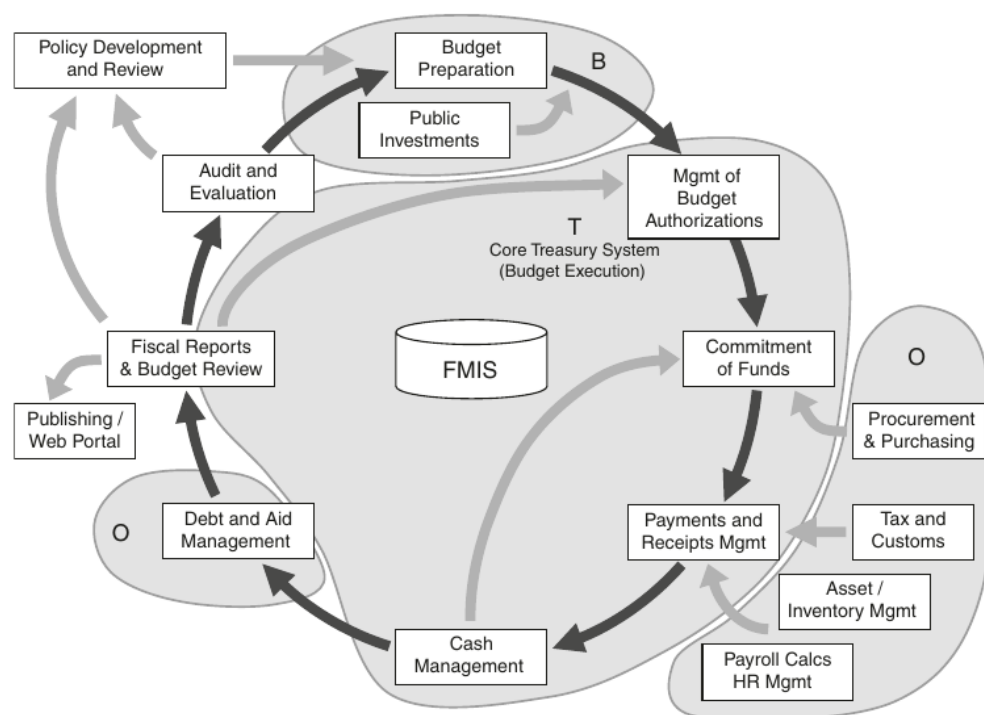 Policy Development
and Review
Budget
Preparation
B
Public
Investments
Audit and
Evaluation
Mgmt of
Budget
Authorizations
T
Core Treasury System
(Budget Execution)
Fiscal Reports
& Budget Review
FMIS
Commitment
of Funds
O
Publishing /
Web Portal
Procurement
& Purchasing
O
Debt and Aid
Management
Payments and
Receipts Mgmt
Tax and
Customs
Asset /
Inventory Mgmt
Cash
Management
Payroll Calcs
HR Mgmt